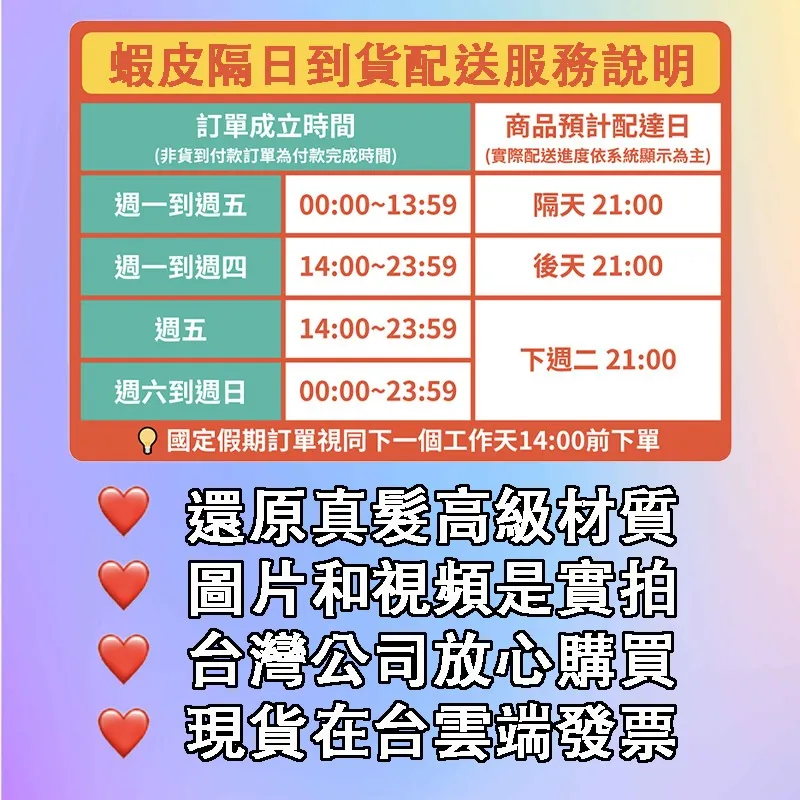 蝦皮隔日到貨配送服務說明
訂單成立時間
(非貨到付款訂單為付款完成時間)
商品預計配達日
(實際配送進度依系統顯示為主)
週一到週五 00:00~13:59 隔天 21:00
週一到週四 14:00~23:59 後天 21:00
週五 14:00~23:59
下週二 21:00
週六到週日 00:00~23:59
國定假期訂單視同下一個工作天14:00前下單
還原真髮高級材質
圖片和視頻是實拍
台灣公司放心購買
現貨在台雲端發票